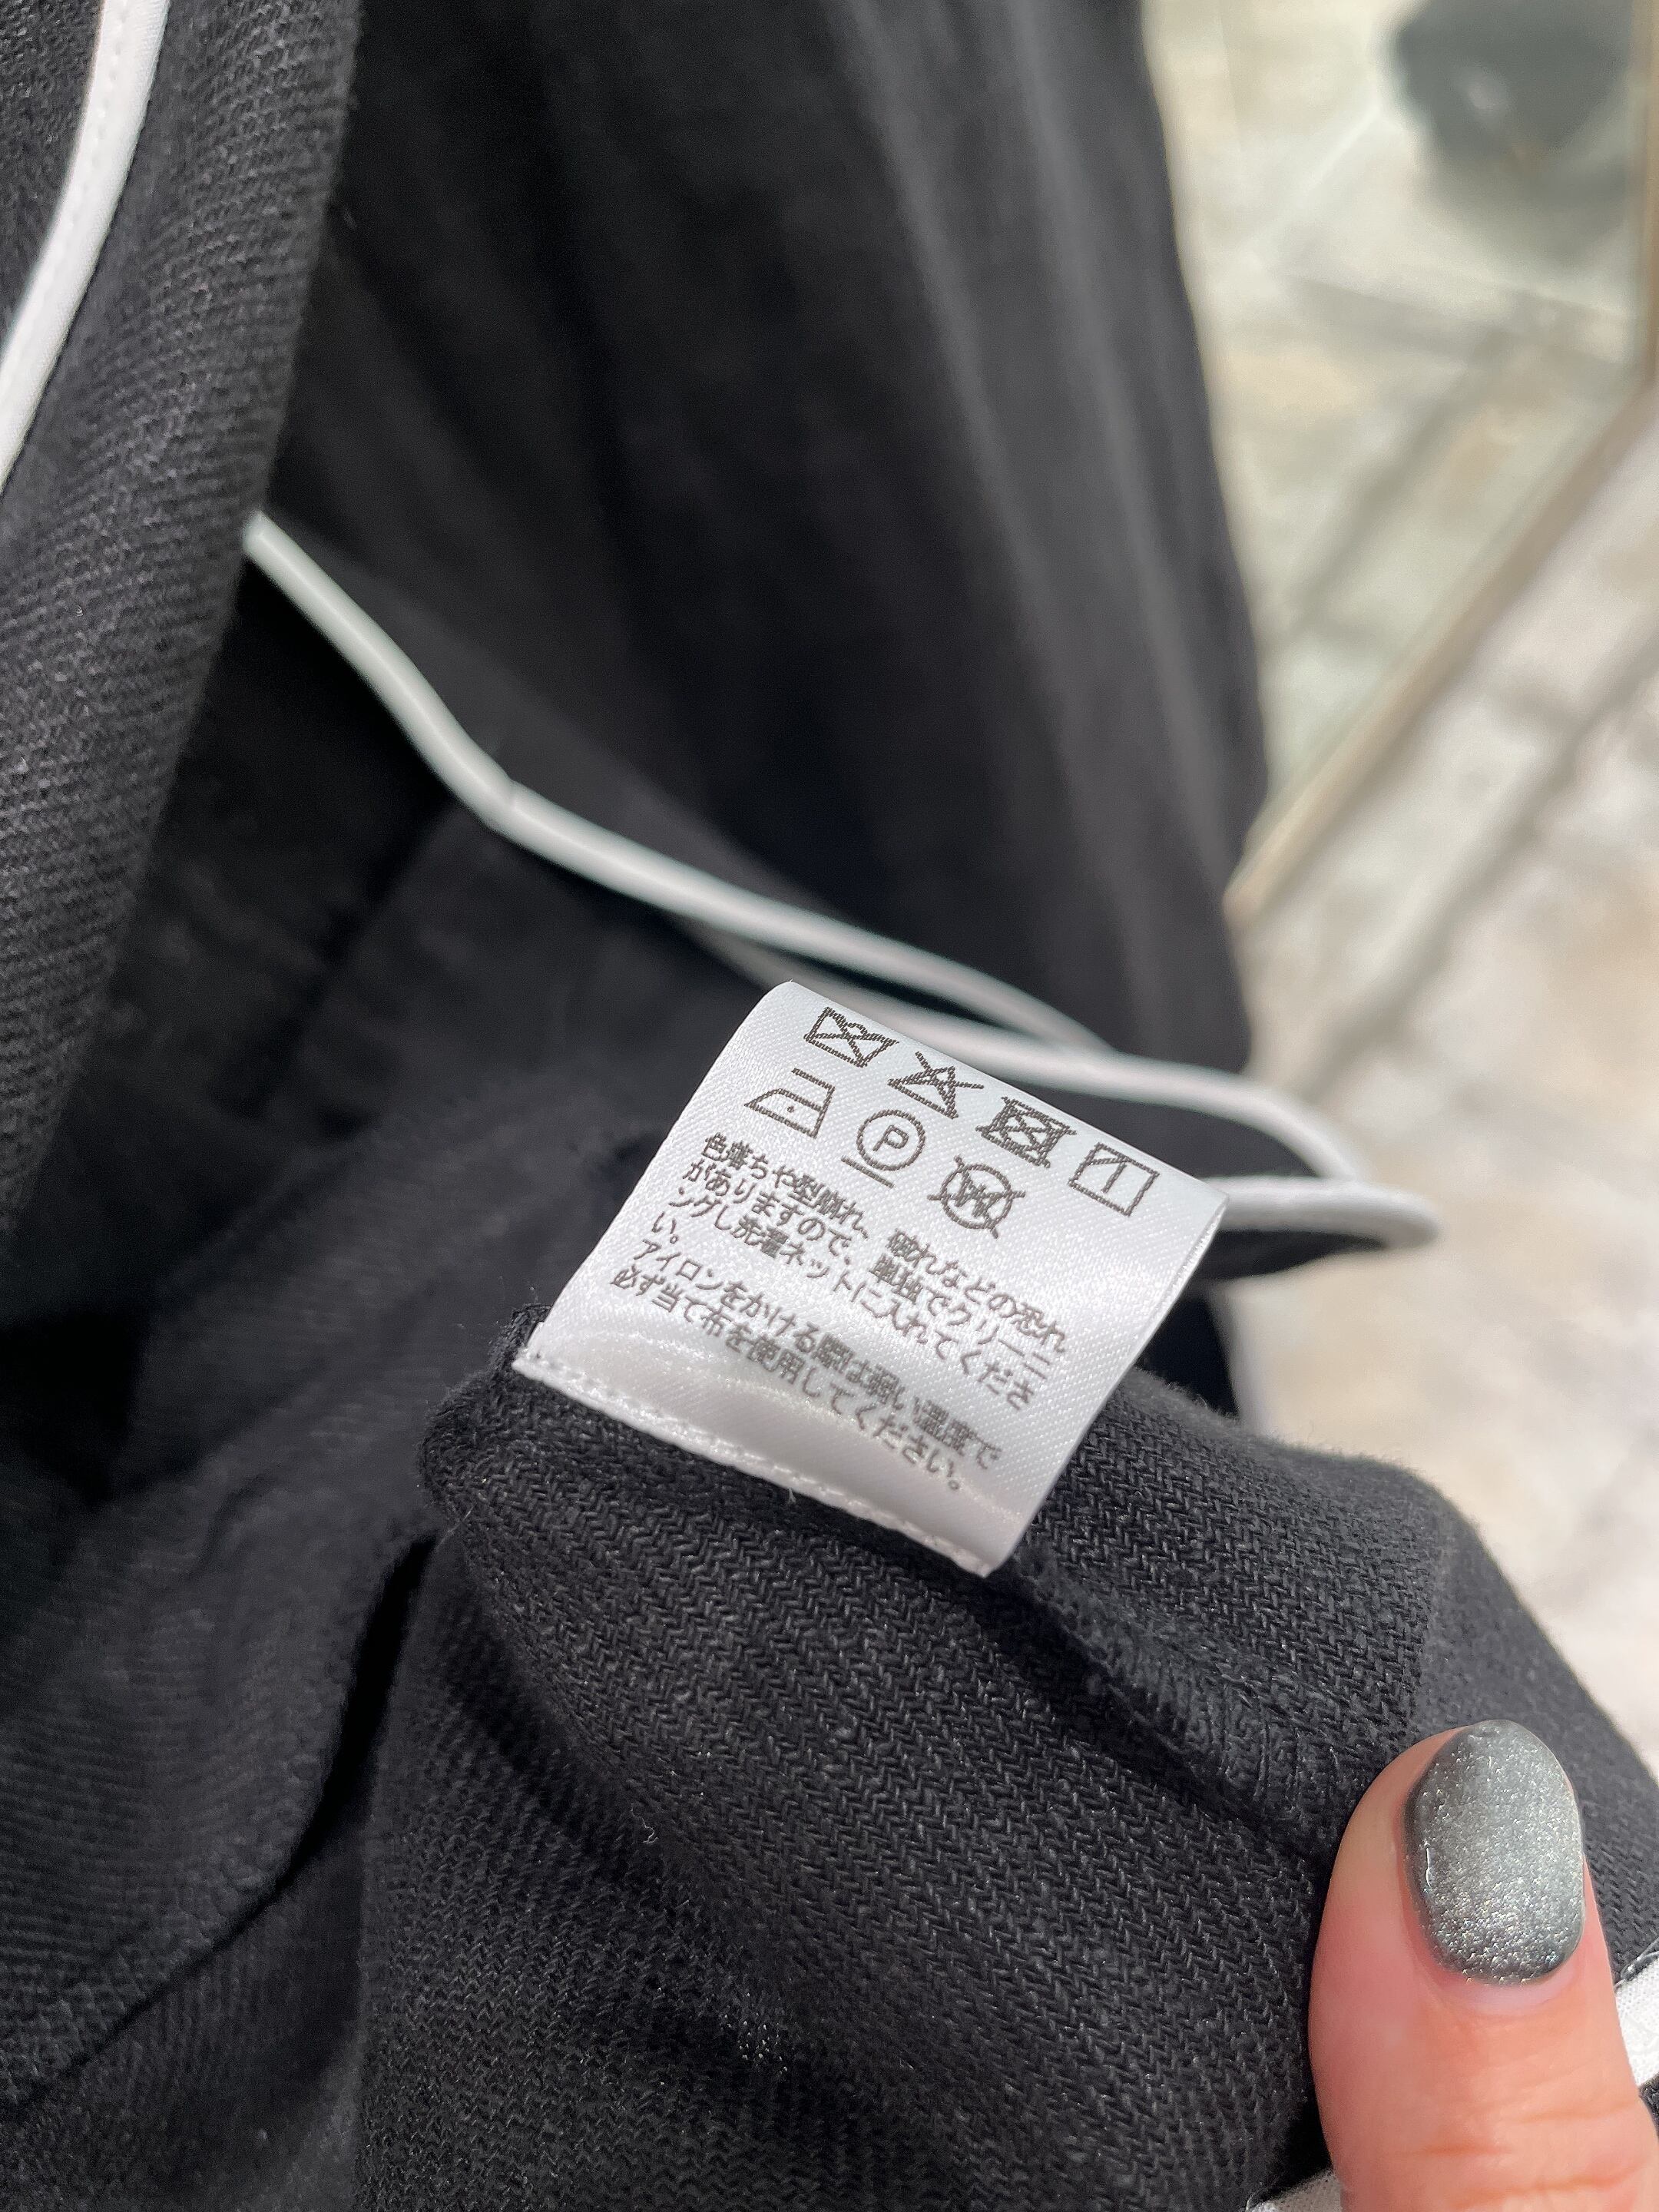 P
W
色落ちや型崩れ、破れなどの恐れ
がありますので、単独でクリーニ
ングし洗濯ネットに入れてくださ
い。
アイロンをかける際は弱い温度で
必ず当て布を使用してください。